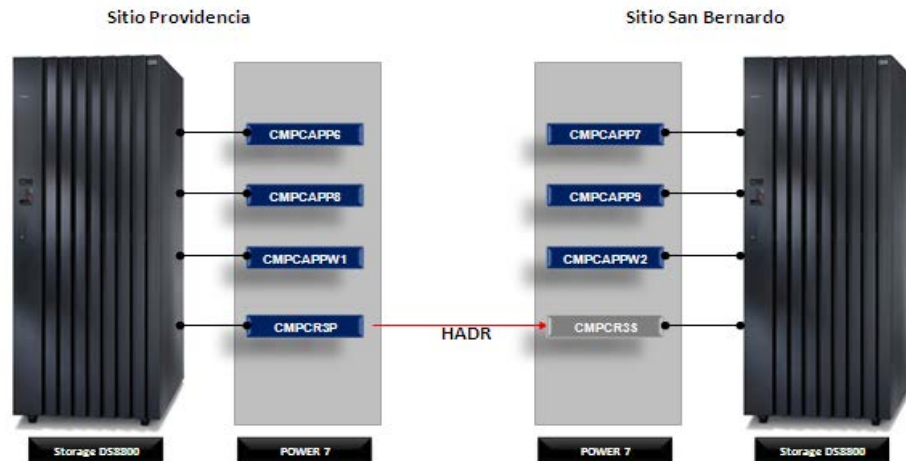 Sitio Providencia
Sitio San Bernardo
CMPCAPP6
CMPCAPP7
CMPCAPP8
CMPCAPP9
CMPCAPPW1
CMPCAPPW2
CMPCR3P
HADR
CMPCR3S
Storage DS8800
POWER 7
POWER 7
Storage DS8800